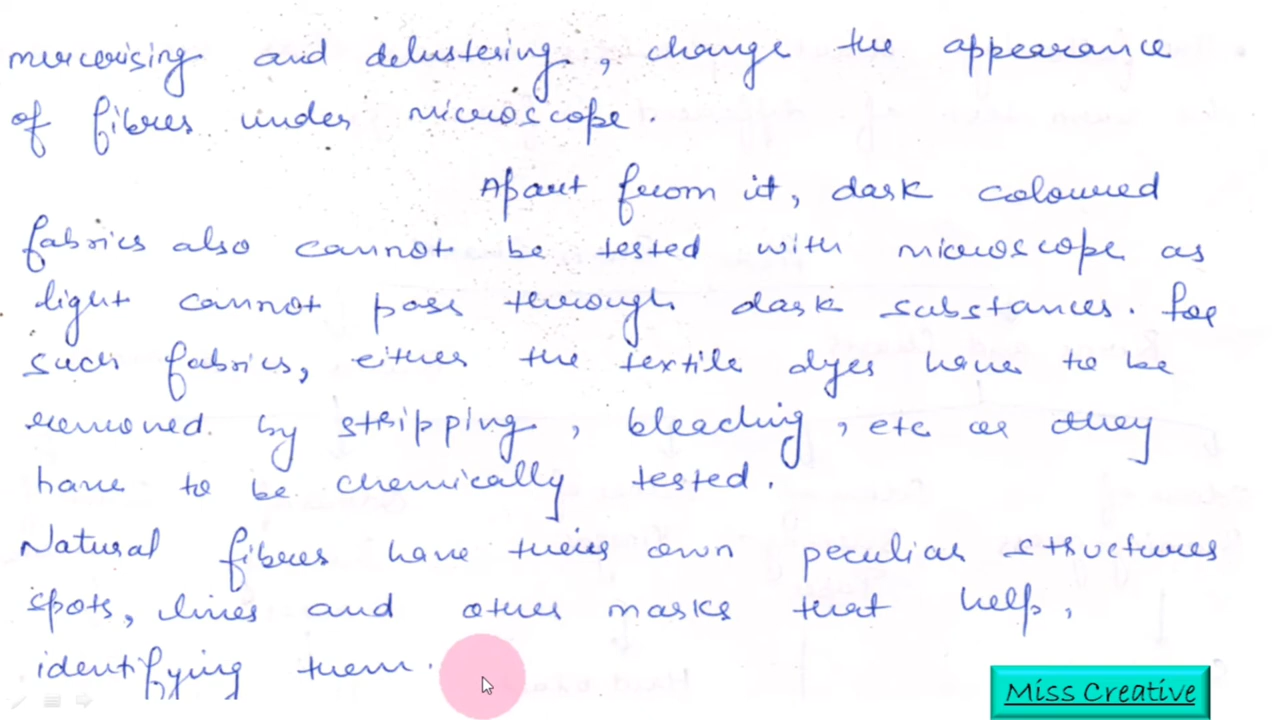 mercerising and delustering, change the appearance
of fibres under microscope.
Apart from it, dark coloured
fabrics also cannot be tested with microscope as
light cannot pass through dark substances. For
such fabrics, either the textile dyes have to be
removed by stripping, bleaching, etc or they
have to be chemically tested.
Natural fibres have their own peculiar structures
spots, lines and other marks that help,
identifying them.
Miss Creative